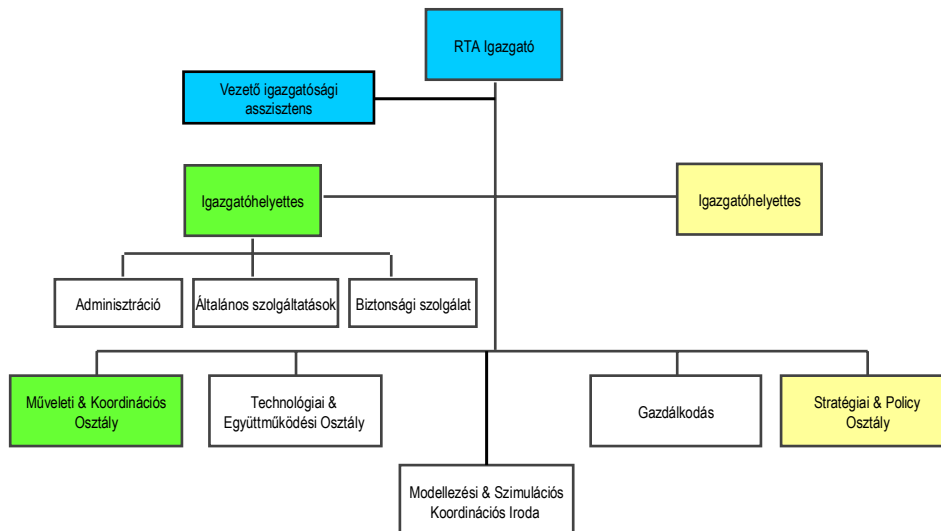 RTA Igazgató
Vezető igazgatósági
asszisztens
Igazgatóhelyettes
Igazgatóhelyettes
Adminisztráció
Általános szolgáltatások
Biztonsági szolgálat
Műveleti & Koordinációs
Osztály
Technológiai &
Együttműködési Osztály
Gazdálkodás
Stratégiai & Policy
Osztály
Modellezési & Szimulációs
Koordinációs Iroda